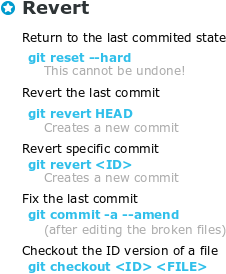 Revert
Return to the last commited state
git reset --hard
This cannot be undone!
Revert the last commit
git revert HEAD
Creates a new commit
Revert specific commit
git revert <ID>
Creates a new commit
Fix the last commit
git commit -a --amend
(after editing the broken files)
Checkout the ID version of a file
git checkout <ID> <FILE>